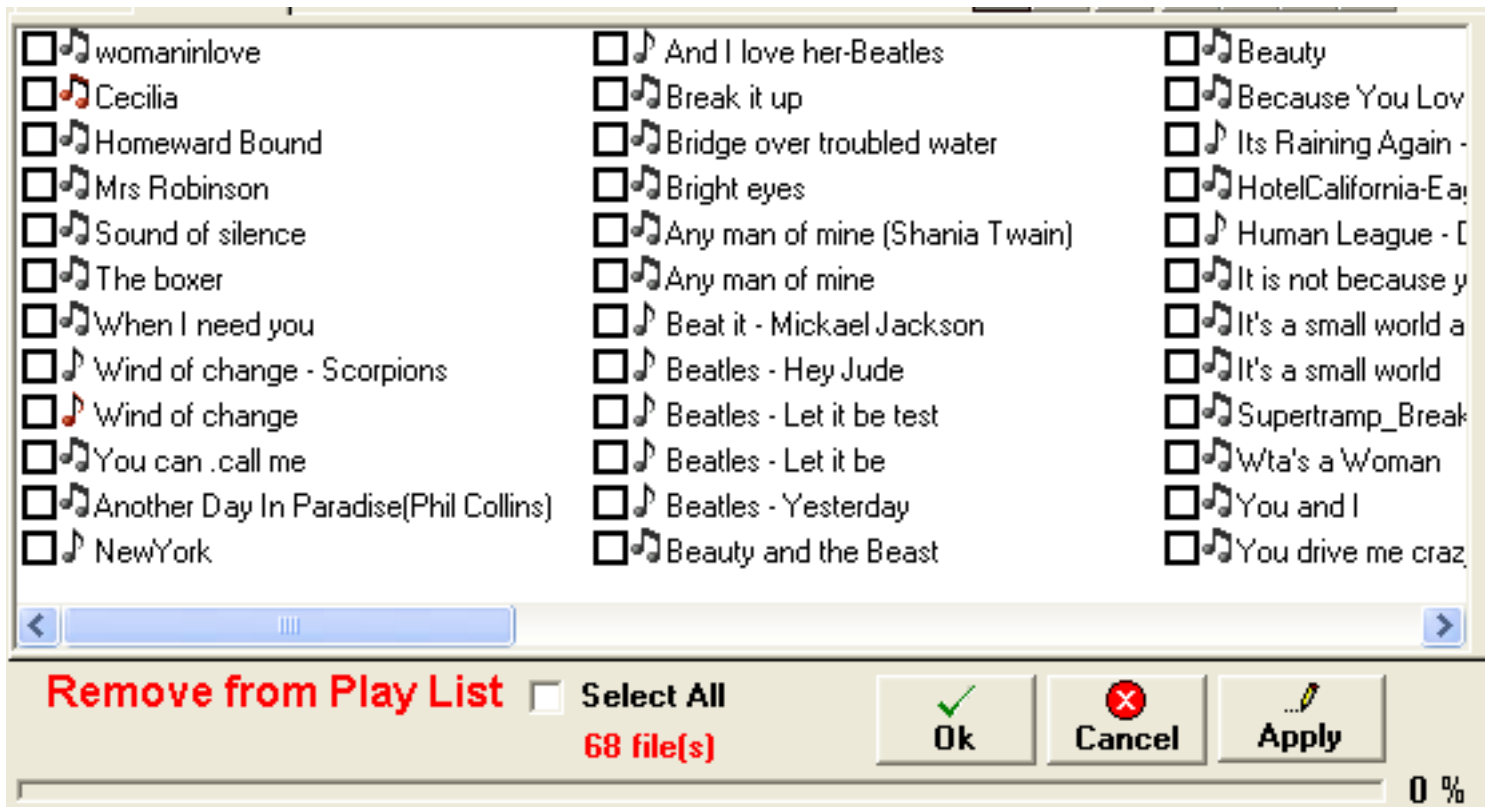 womaninlove
Cecilia
Homeward Bound
Mrs Robinson
Sound of silence
The boxer
When I need you
Wind of change - Scorpions
Wind of change
You can .call me
Another Day In Paradise(Phil Collins)
NewYork
And I love her-Beatles
Break it up
Bridge over troubled water
Bright eyes
Any man of mine (Shania Twain)
Any man of mine
Beat it - Mickael Jackson
Beatles - Hey Jude
Beatles - Let it be test
Beatles - Let it be
Beatles - Yesterday
Beauty and the Beast
Beauty
Because You Lov
Its Raining Again -
HotelCalifornia-Ea
Human League -
It is not because y
It's a small world a
It's a small world
Supertramp_Break
Wta's a Woman
You and I
You drive me craz
Remove from Play List
Select All
68 file(s)
Ok
Cancel
...
Apply
0 %